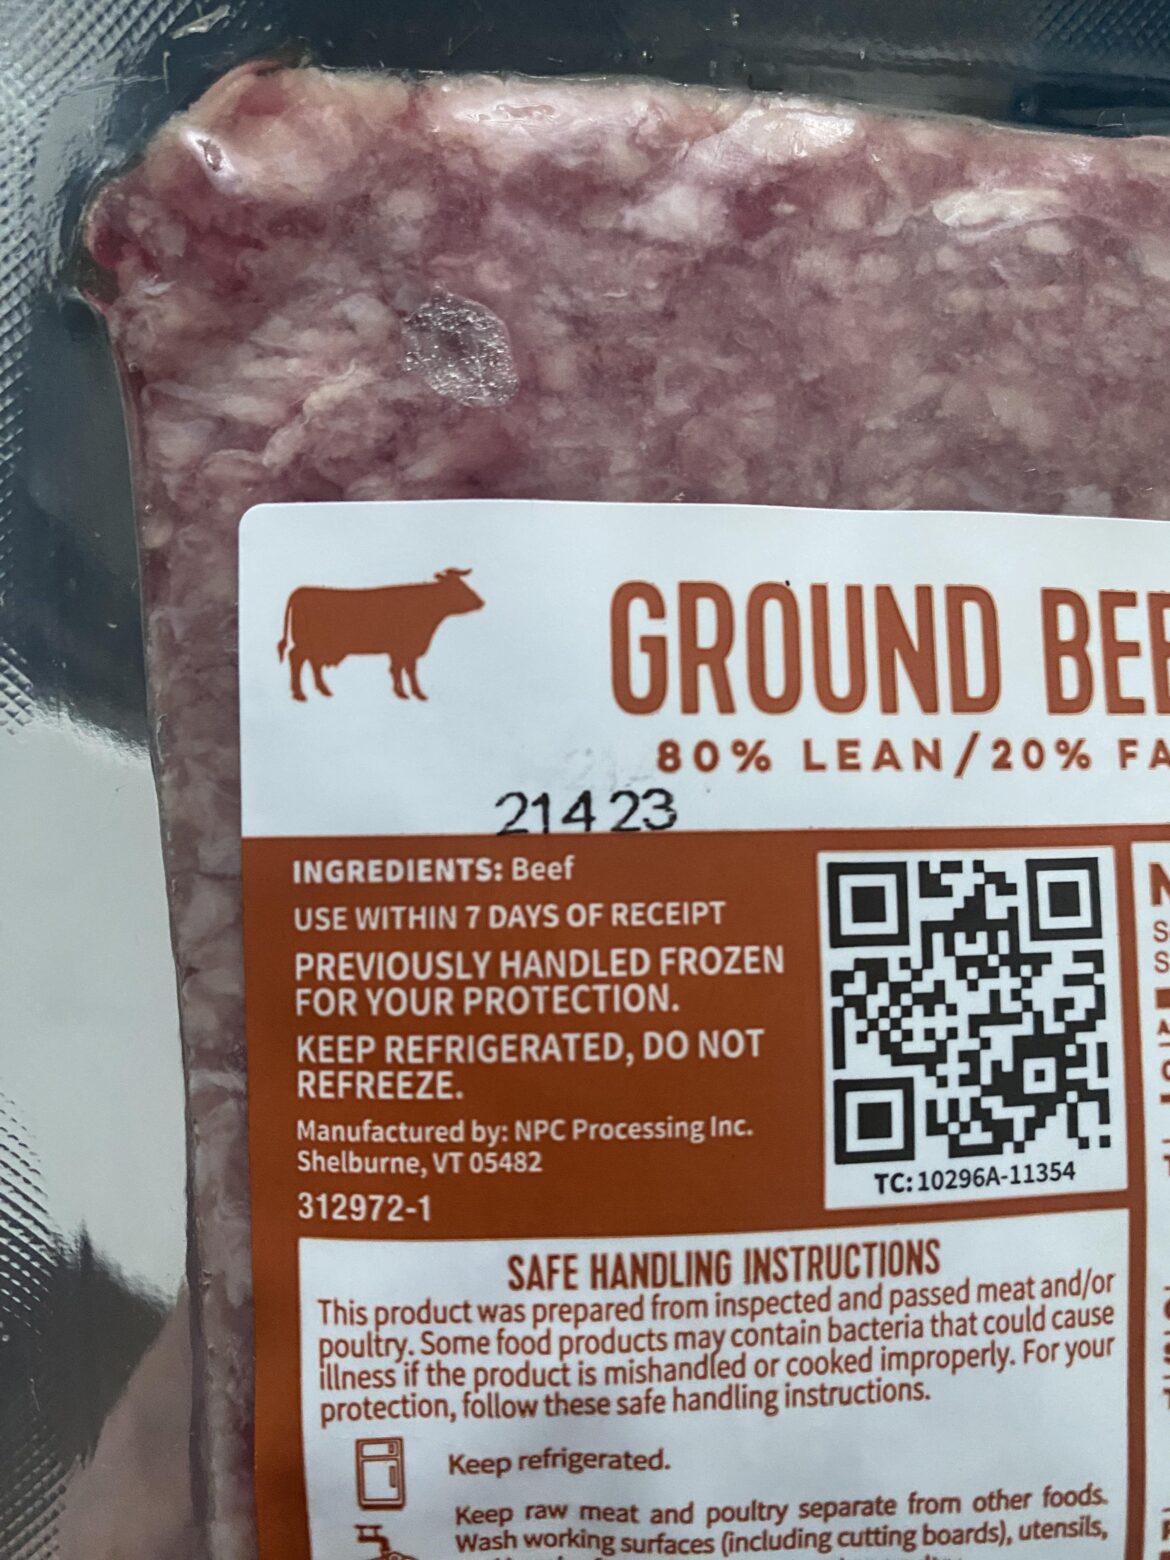 GROUND
80% LEAN/20%
214 23
INGREDIENTS: Beef
USE WITHIN 7 DAYS OF RECEIPT
PREVIOUSLY HANDLED FROZEN
FOR YOUR PROTECTION.
KEEP REFRIGERATED, DO NOT
REFREEZE.
Manufactured by: NPC Processing Inc.
Shelburne, VT 05482
312972-1
TC: 10296A-11354
SAFE HANDLING INSTRUCTIONS
This product was prepared from inspected and passed meat and/or
poultry. Some food products may contain bacteria that could cause
illness if the product is mishandled or cooked improperly. For your
protection, follow these safe handling instructions.
Keep refrigerated.
Keep raw meat and poultry separate from other foods.
Wash working surfaces (including cutting boards), utensils,